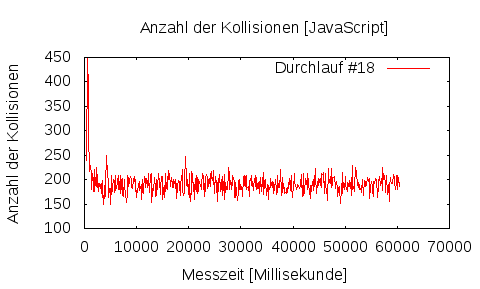 Anzahl der Kollisionen [JavaScript]
Durchlauf #18
Anzahl der Kollisionen
450
400
350
300
250
200
150
100
0 10000 20000 30000 40000 50000 60000 70000
Messzeit [Millisekunde]